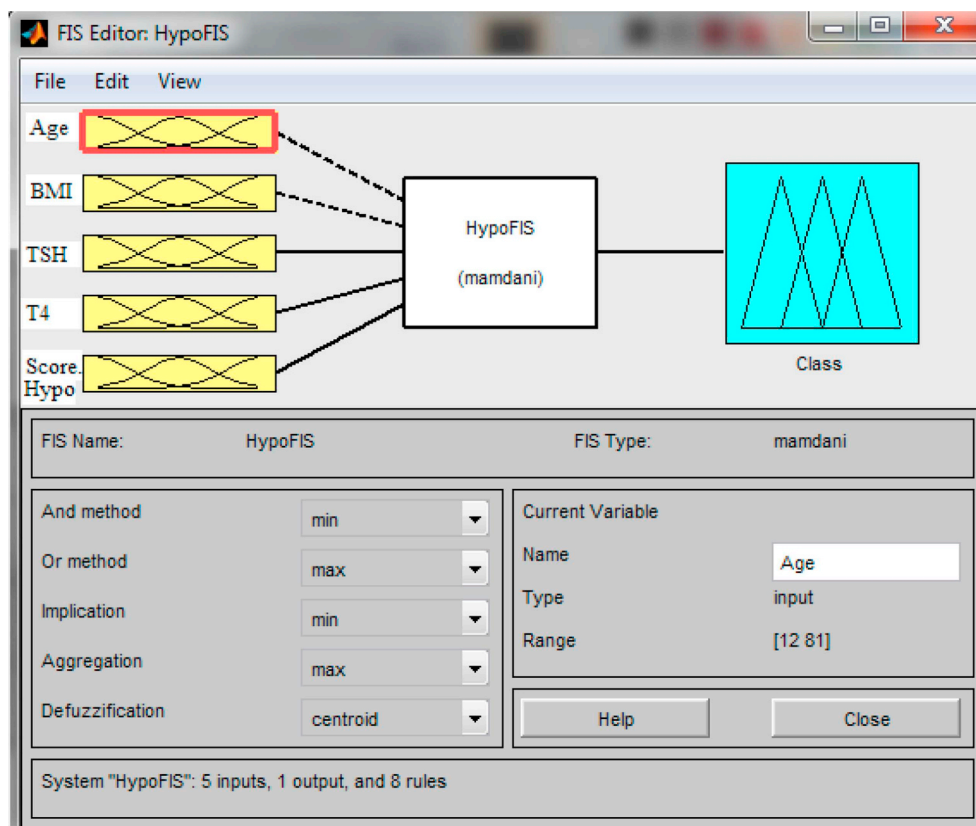 FIS Editor: HypoFIS
File Edit View
Age
BMI
TSH
T4
Score.
Hypo
HypoFIS
(mamdani)
Class
FIS Name: HypoFIS FIS Type: mamdani
And method min
Or method max
Implication min
Aggregation max
Defuzzification centroid
Current Variable
Name Age
Type input
Range [12 81]
Help Close
System "HypoFIS": 5 inputs, 1 output, and 8 rules